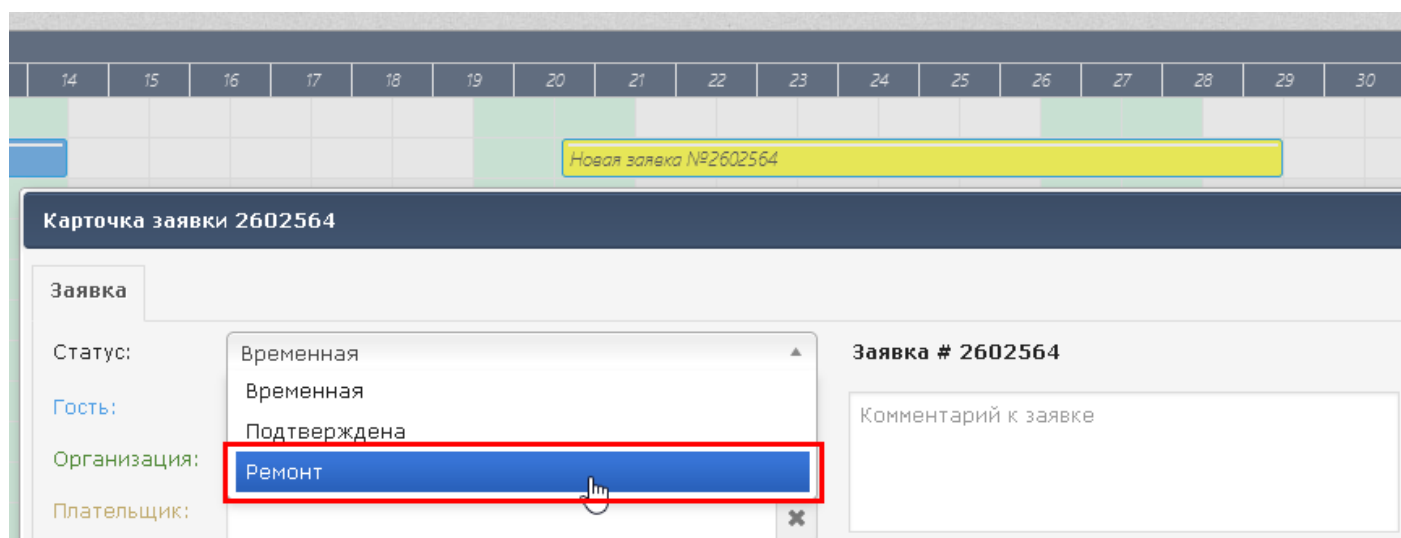 14 15 16 17 18 19 20 21 22 23 24 25 26 27 28 29 30
Новая заявка №2602564
Карточка заявки 2602564
Заявка
Статус:
Временная
Заявка # 2602564
Временная
Гость:
Комментарий к заявке
Подтверждена
Организация:
Ремонт
Плательщик: